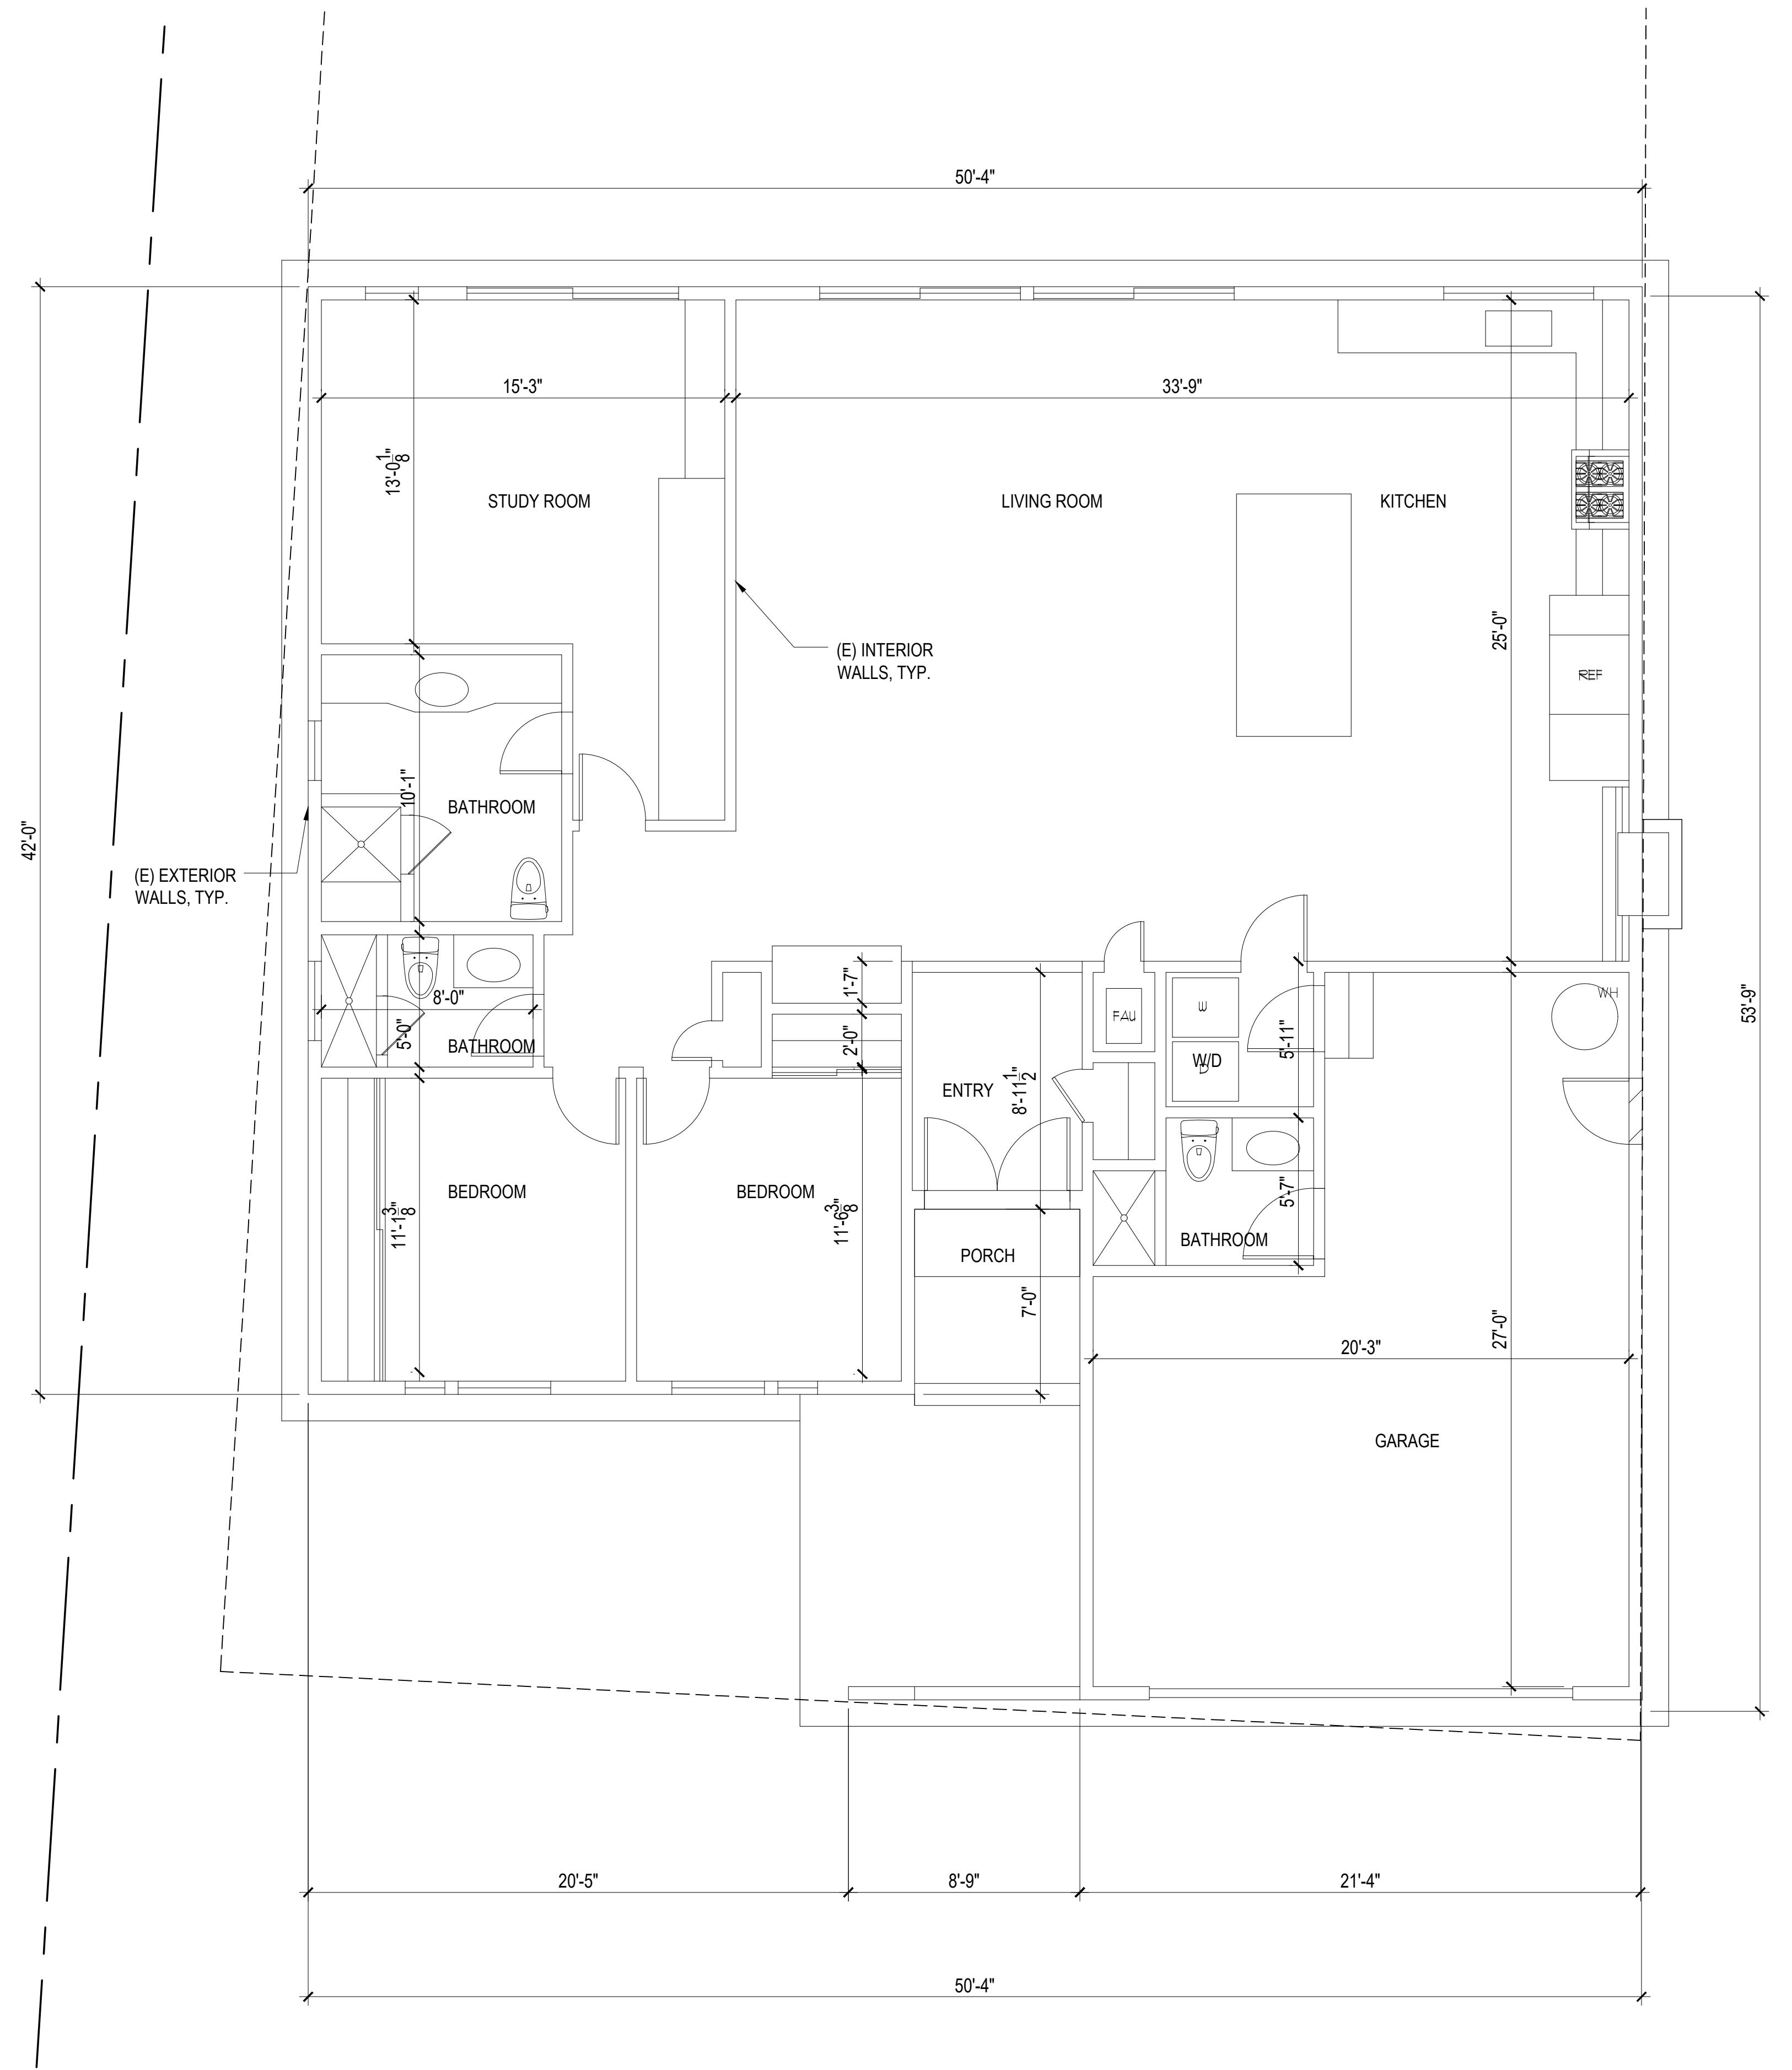 50'-4"
15'-3"
33'-9"
13'-0 1/8"
STUDY ROOM
LIVING ROOM
KITCHEN
(E) INTERIOR
WALLS, TYP.
25'-0"
REF
10'-1"
BATHROOM
42'-0"
(E) EXTERIOR
WALLS, TYP.
1'-7"
8'-0"
5'-0"
BATHROOM
2'-0"
FAU
W
W/D
D
5'-11"
WH
53'-9"
ENTRY
8'-11 1/2"
BEDROOM
11'-1 3/8"
BEDROOM
11'-6 3/8"
5'-7"
BATHROOM
PORCH
7'-0"
20'-3"
27'-0"
GARAGE
20'-5"
8'-9"
21'-4"
50'-4"